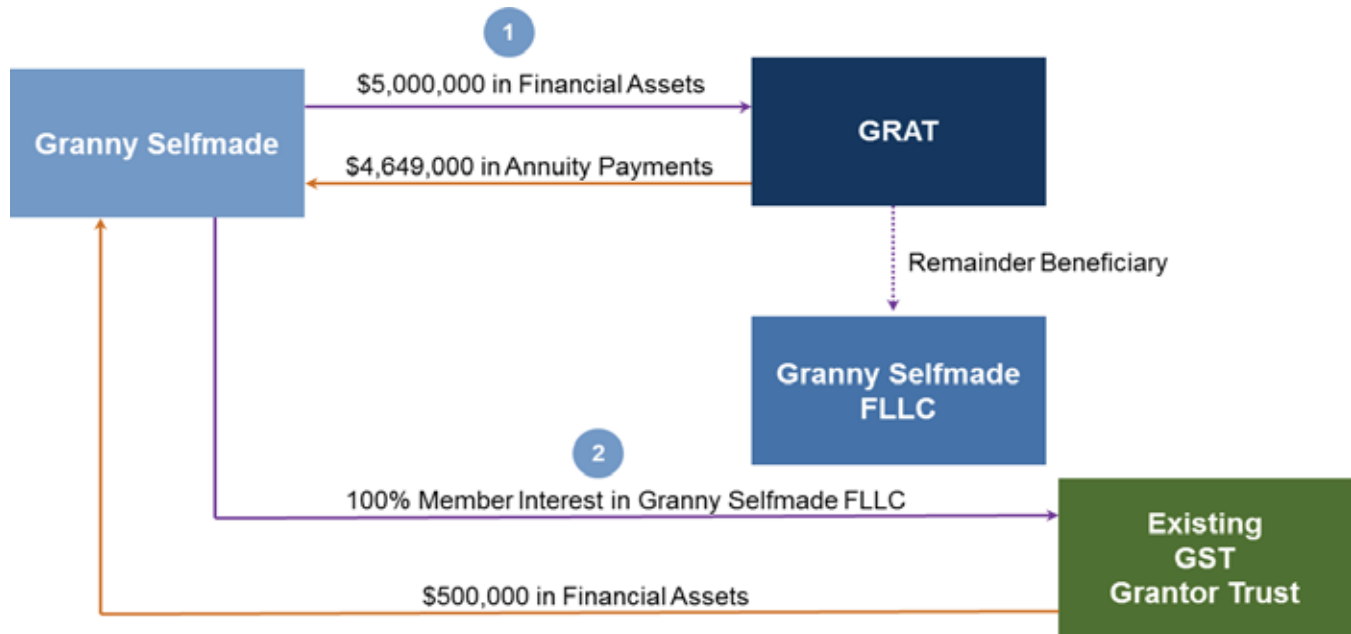 1
$5,000,000 in Financial Assets
Granny Selfmade
GRAT
$4,649,000 in Annuity Payments
Remainder Beneficiary
Granny Selfmade
FLLC
2
100% Member Interest in Granny Selfmade FLLC
Existing
GST
Grantor Trust
$500,000 in Financial Assets